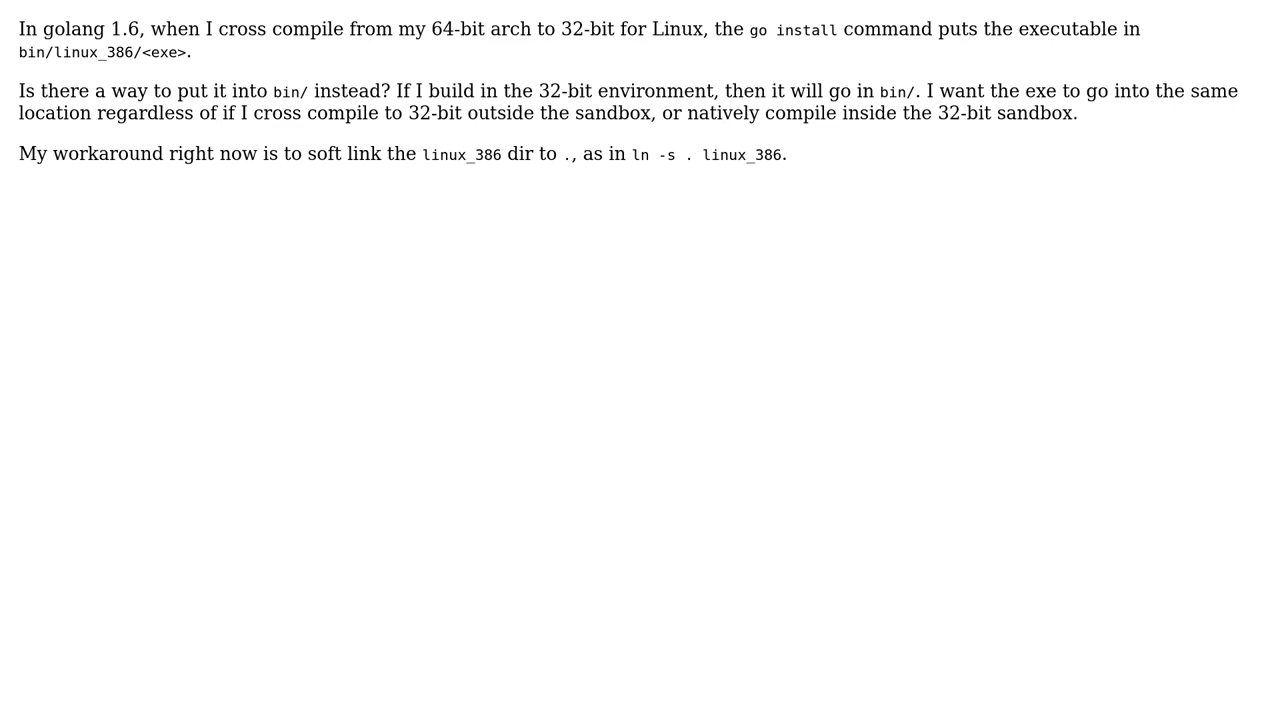 In golang 1.6, when I cross compile from my 64-bit arch to 32-bit for Linux, the go install command puts the executable in
bin/linux_386/<exe>.
Is there a way to put it into bin/ instead? If I build in the 32-bit environment, then it will go in bin/. I want the exe to go into the same
location regardless of if I cross compile to 32-bit outside the sandbox, or natively compile inside the 32-bit sandbox.
My workaround right now is to soft link the linux_386 dir to ., as in ln -s . linux_386.